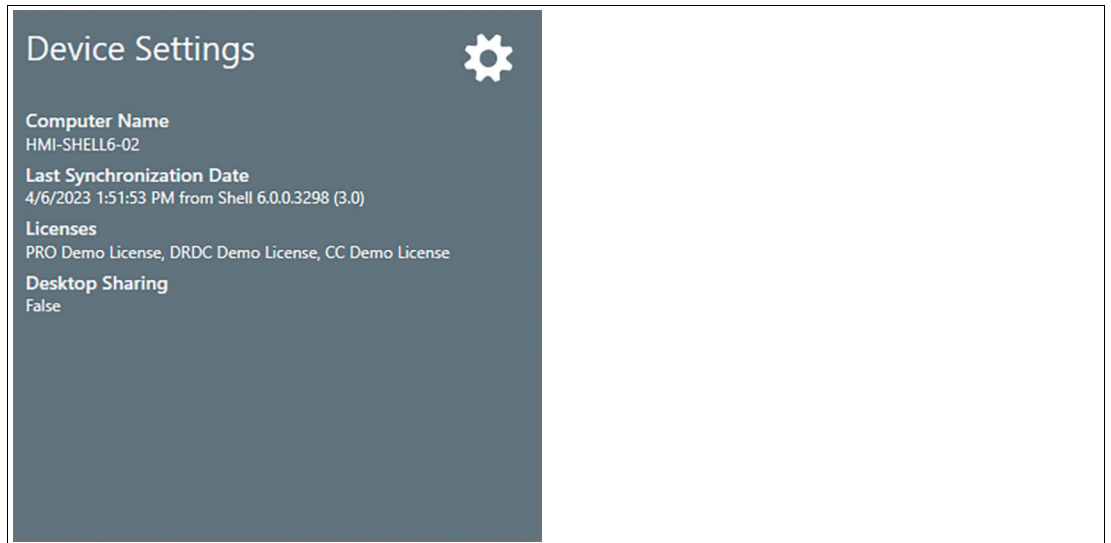 Device Settings
Computer Name
HMI-SHELL6-02
Last Synchronization Date
4/6/2023 1:51:53 PM from Shell 6.0.0.3298 (3.0)
Licenses
PRO Demo License, DRDC Demo License, CC Demo License
Desktop Sharing
False